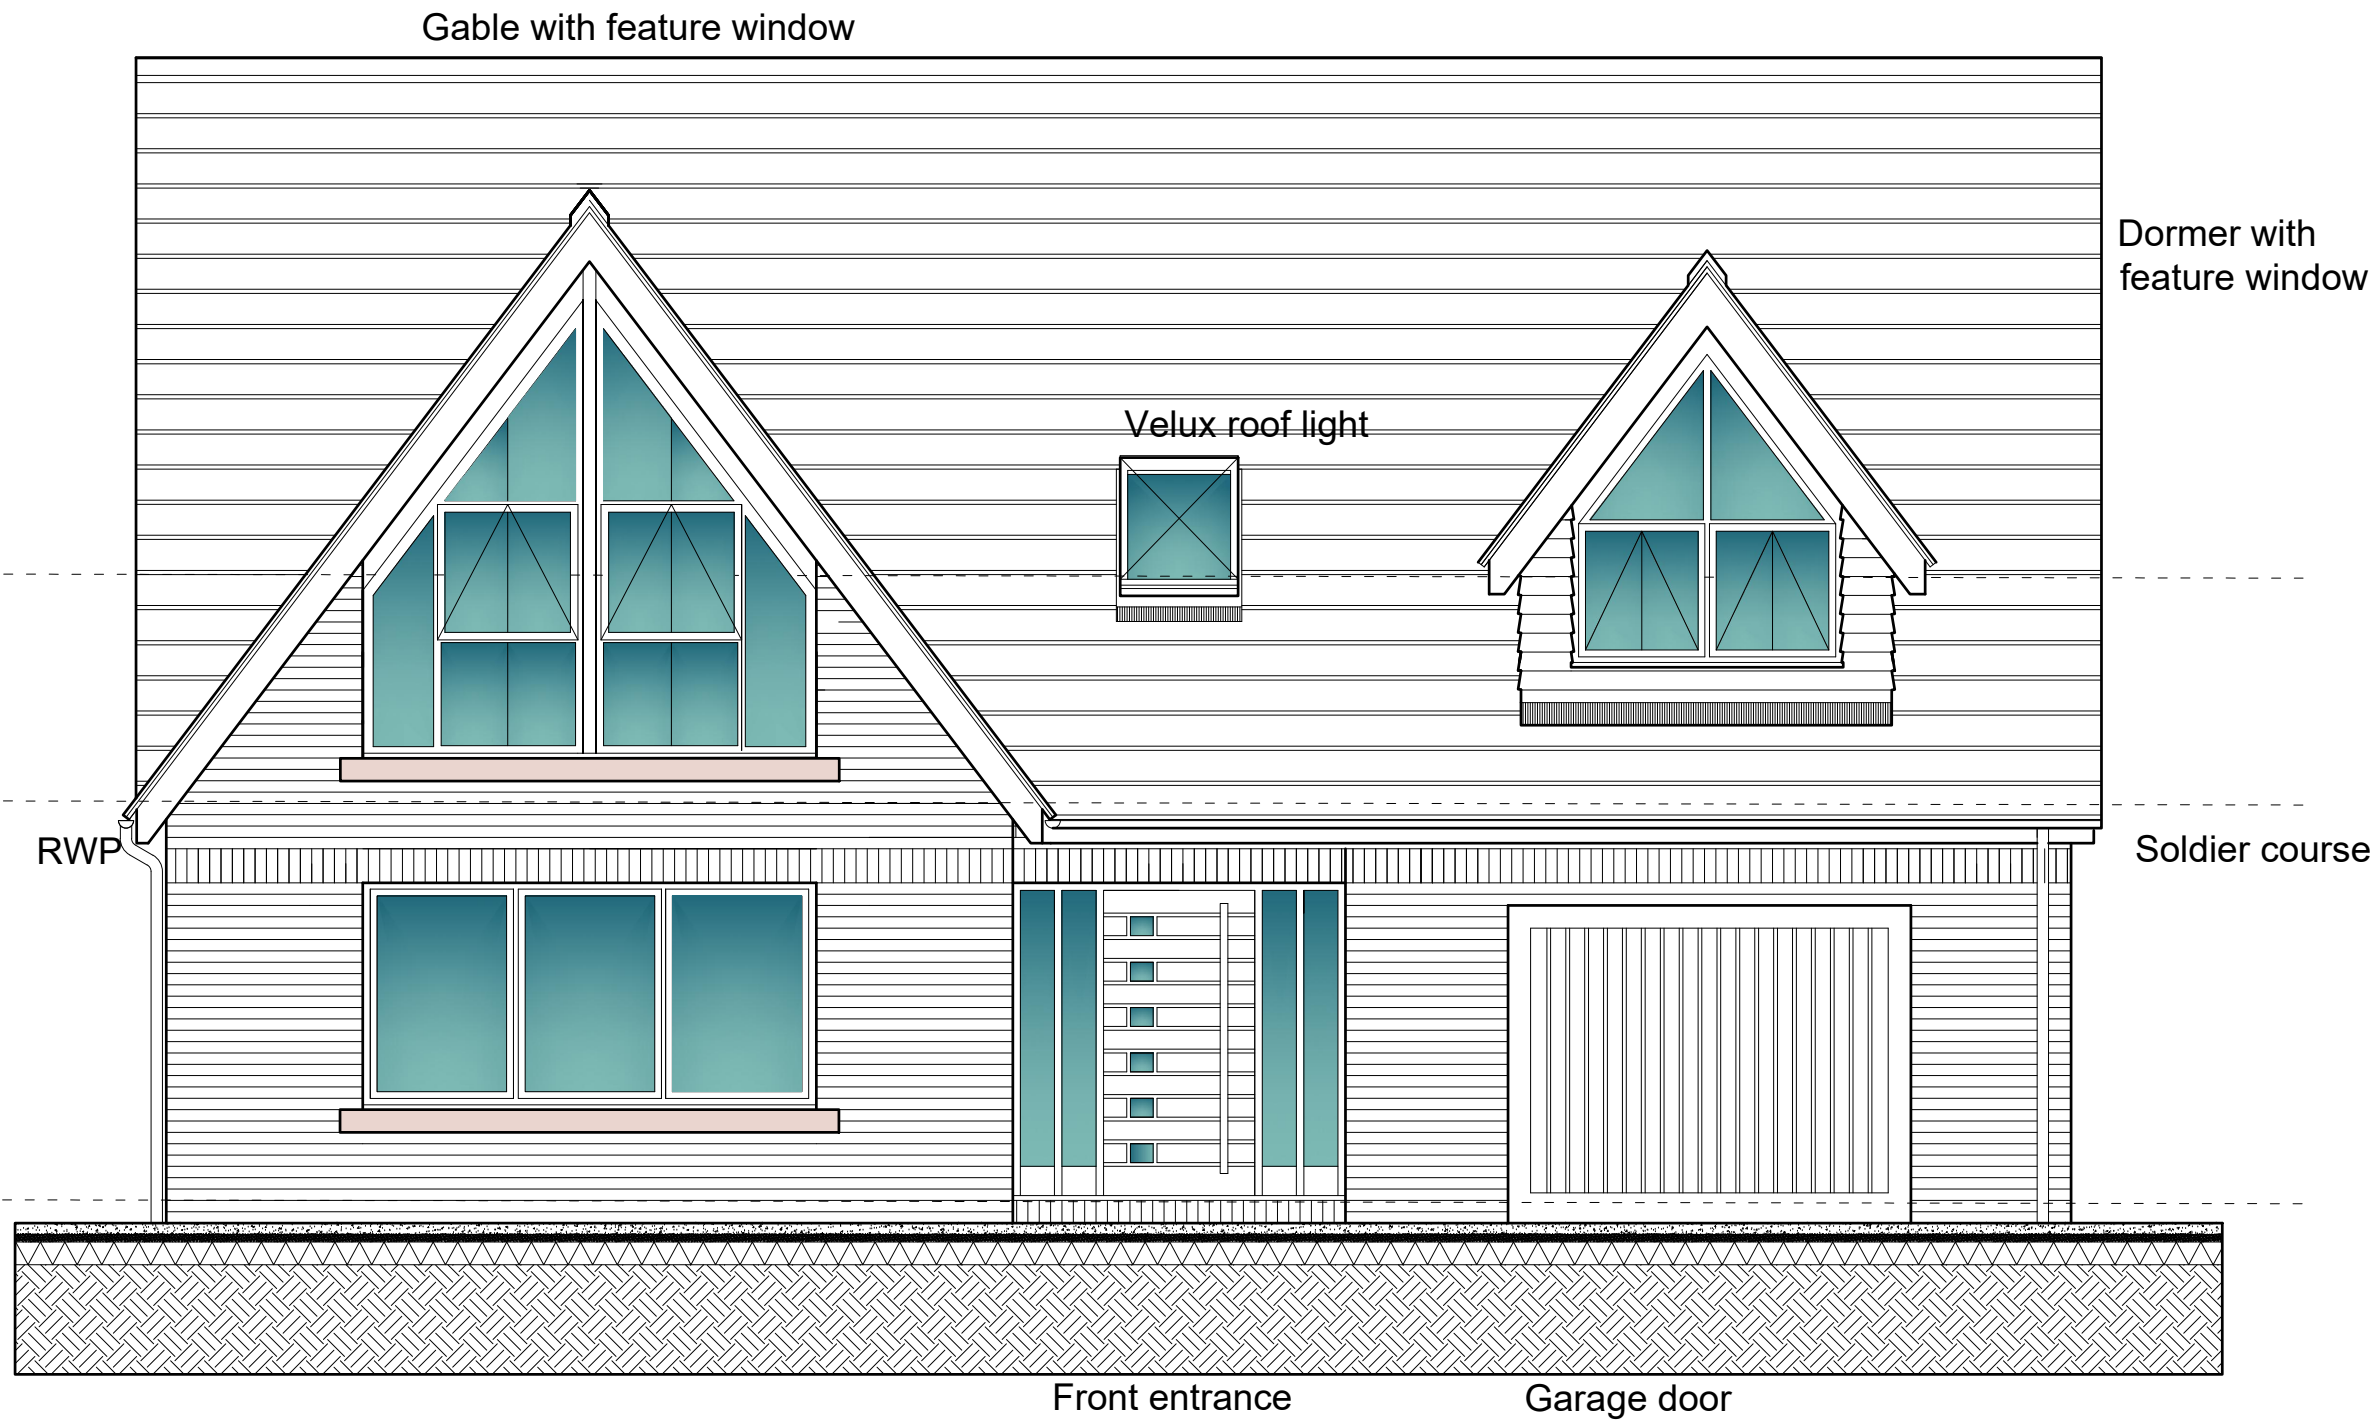 Gable with feature window
Dormer with
feature window
Velux roof light
RWP
Soldier course
Front entrance
Garage door